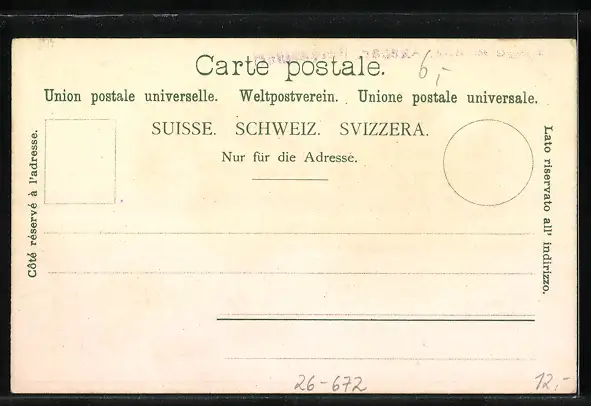 Carte postale.
6,-
Union postale universelle. Weltpostverein. Unione postale universale.
SUISSE. SCHWEIZ. SVIZZERA.
Nur für die Adresse.
Côté réservé à l'adresse.
Lato riservato all' indirizzo.
26-672
12,-